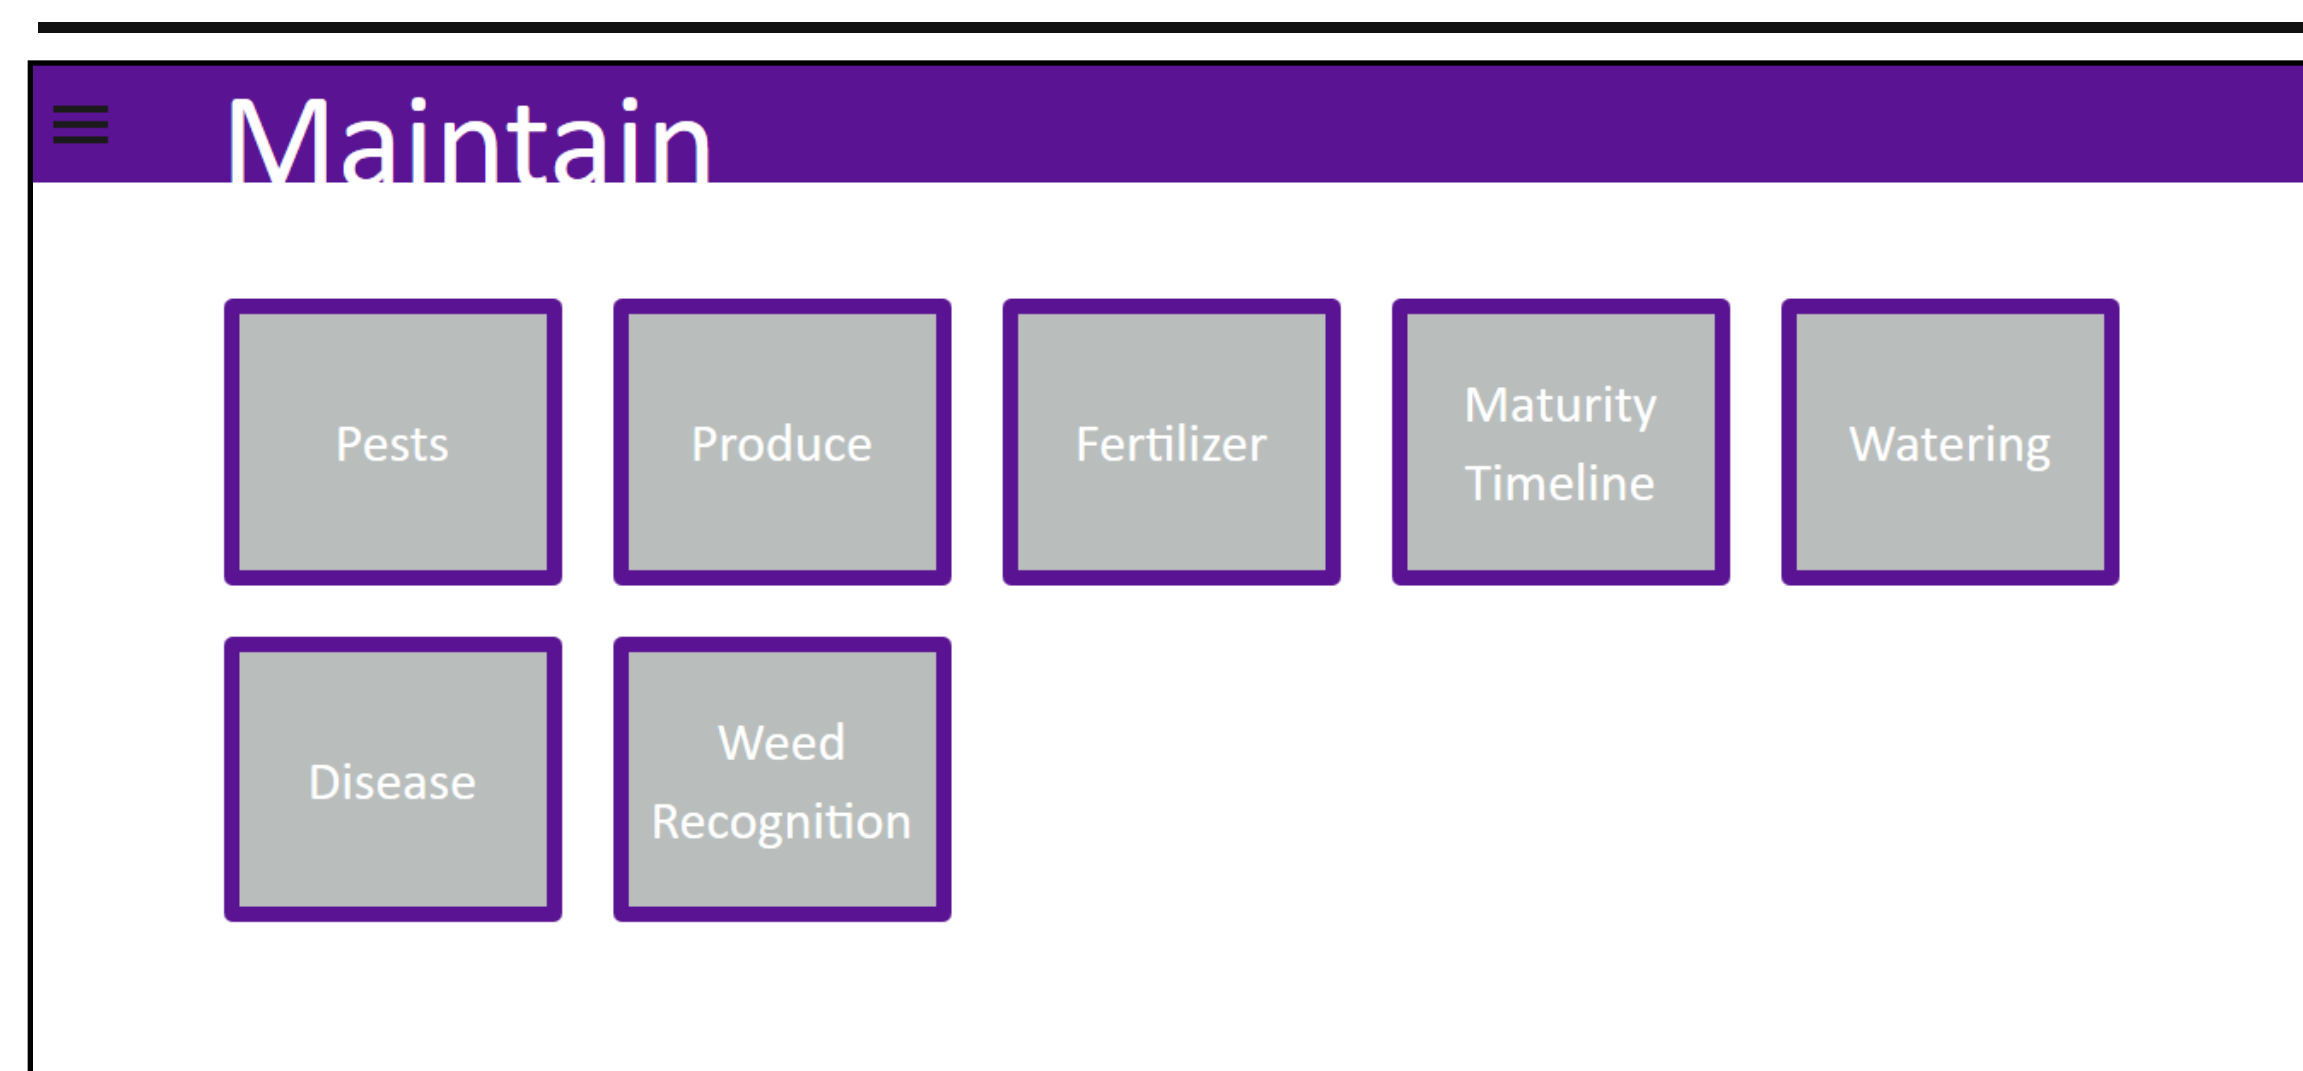 Maintain
Pests
Produce
Fertilizer
Maturity
Timeline
Watering
Disease
Weed
Recognition